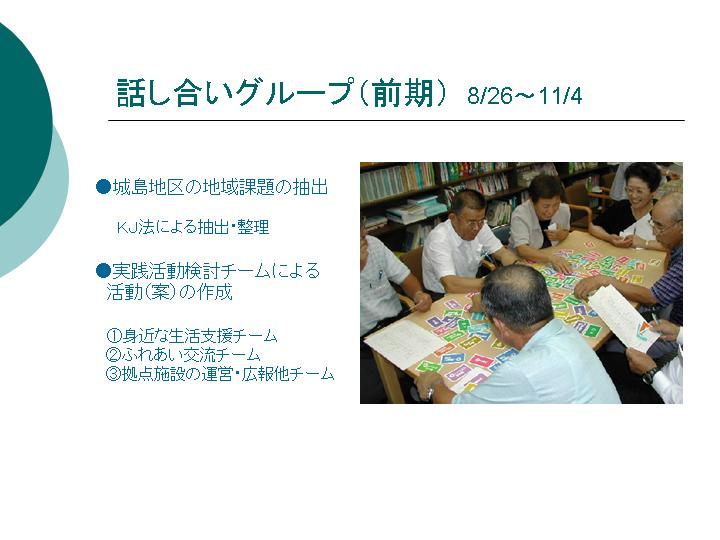 話し合いグループ（前期） 8/26～11/4
●城島地区の地域課題の抽出
ＫＪ法による抽出・整理
●実践活動検討チームによる
活動（案）の作成
①身近な生活支援チーム
②ふれあい交流チーム
③拠点施設の運営・広報他チーム